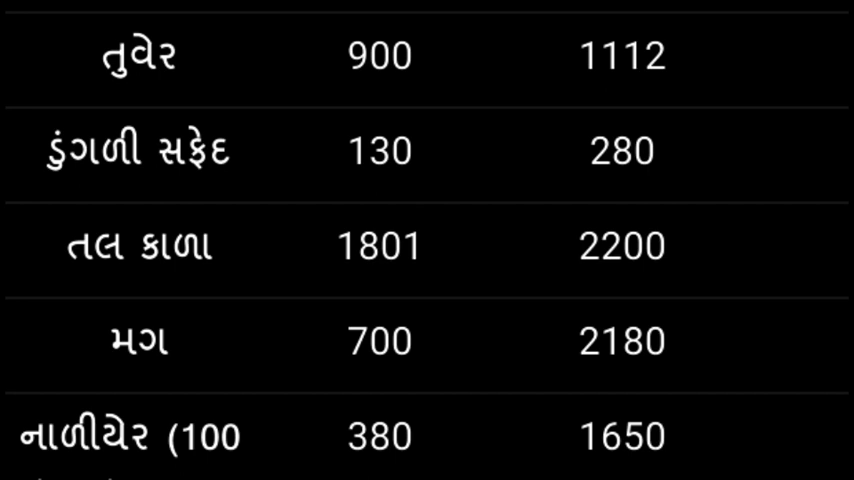 તુવેર 900 1112
ડુંગળી સફેદ 130 280
તલ કાળા 1801 2200
મગ 700 2180
નાળીયેર (100 380 1650